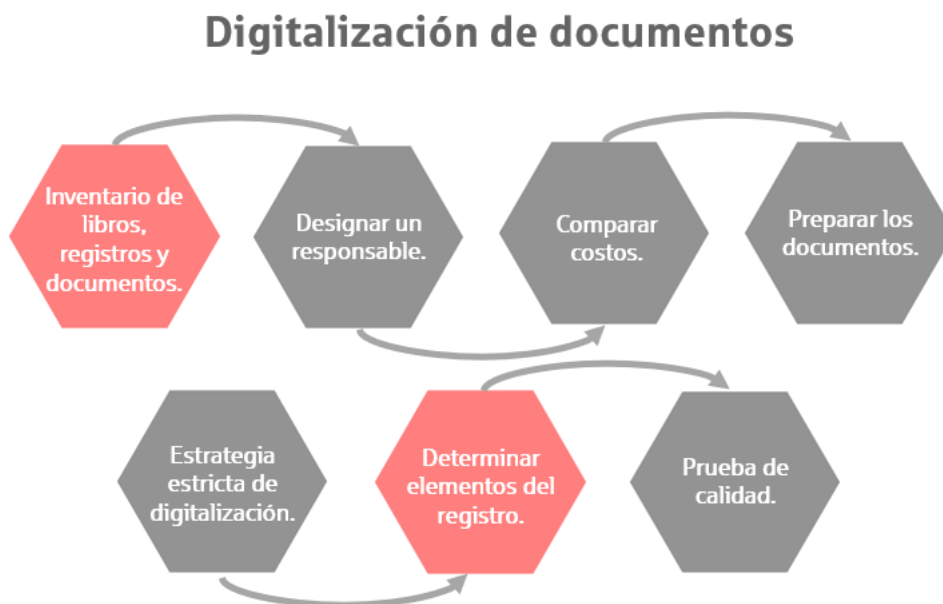 Digitalización de documentos
Inventario de
libros,
registros y
documentos.
Designar un
responsable.
Comparar
costos.
Preparar los
documentos.
Estrategia
estricta de
digitalización.
Determinar
elementos del
registro.
Prueba de
calidad.